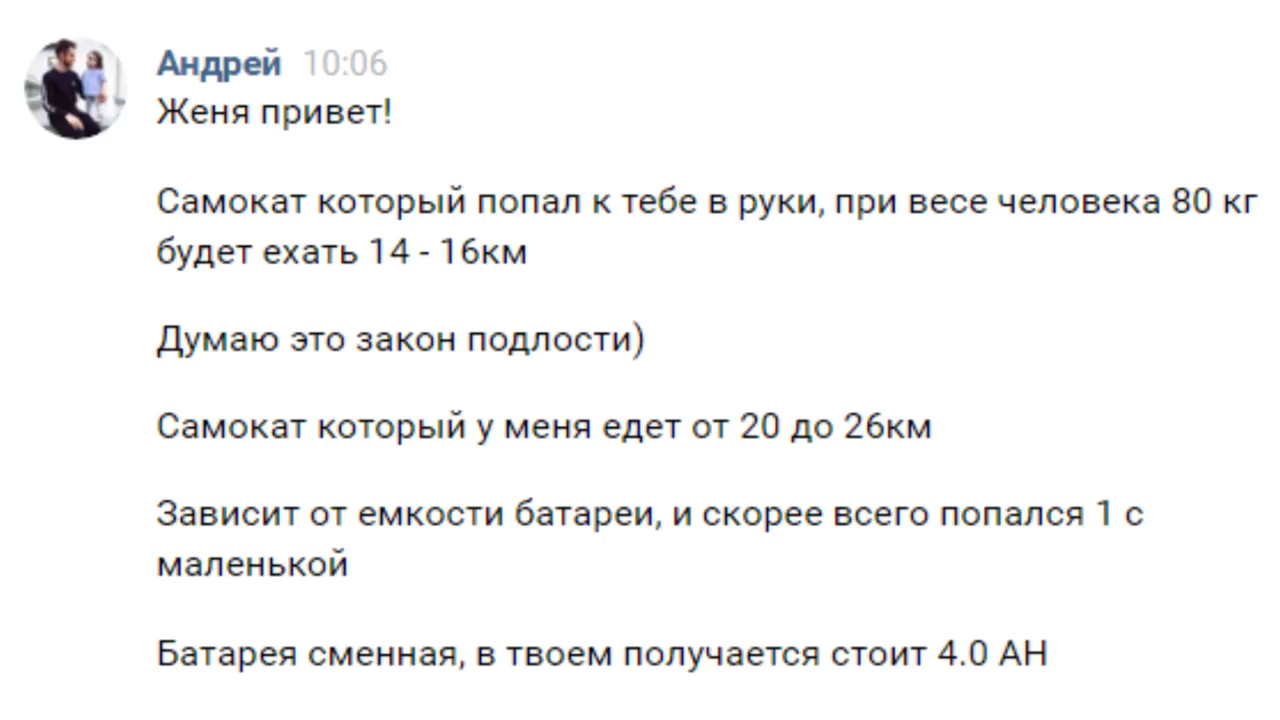 Андрей 10:06
Женя привет!
Самокат который попал к тебе в руки, при весе человека 80 кг
будет ехать 14 - 16км
Думаю это закон подлости)
Самокат который у меня едет от 20 до 26км
Зависит от емкости батареи, и скорее всего попался 1 с
маленькой
Батарея сменная, в твоем получается стоит 4.0 АН